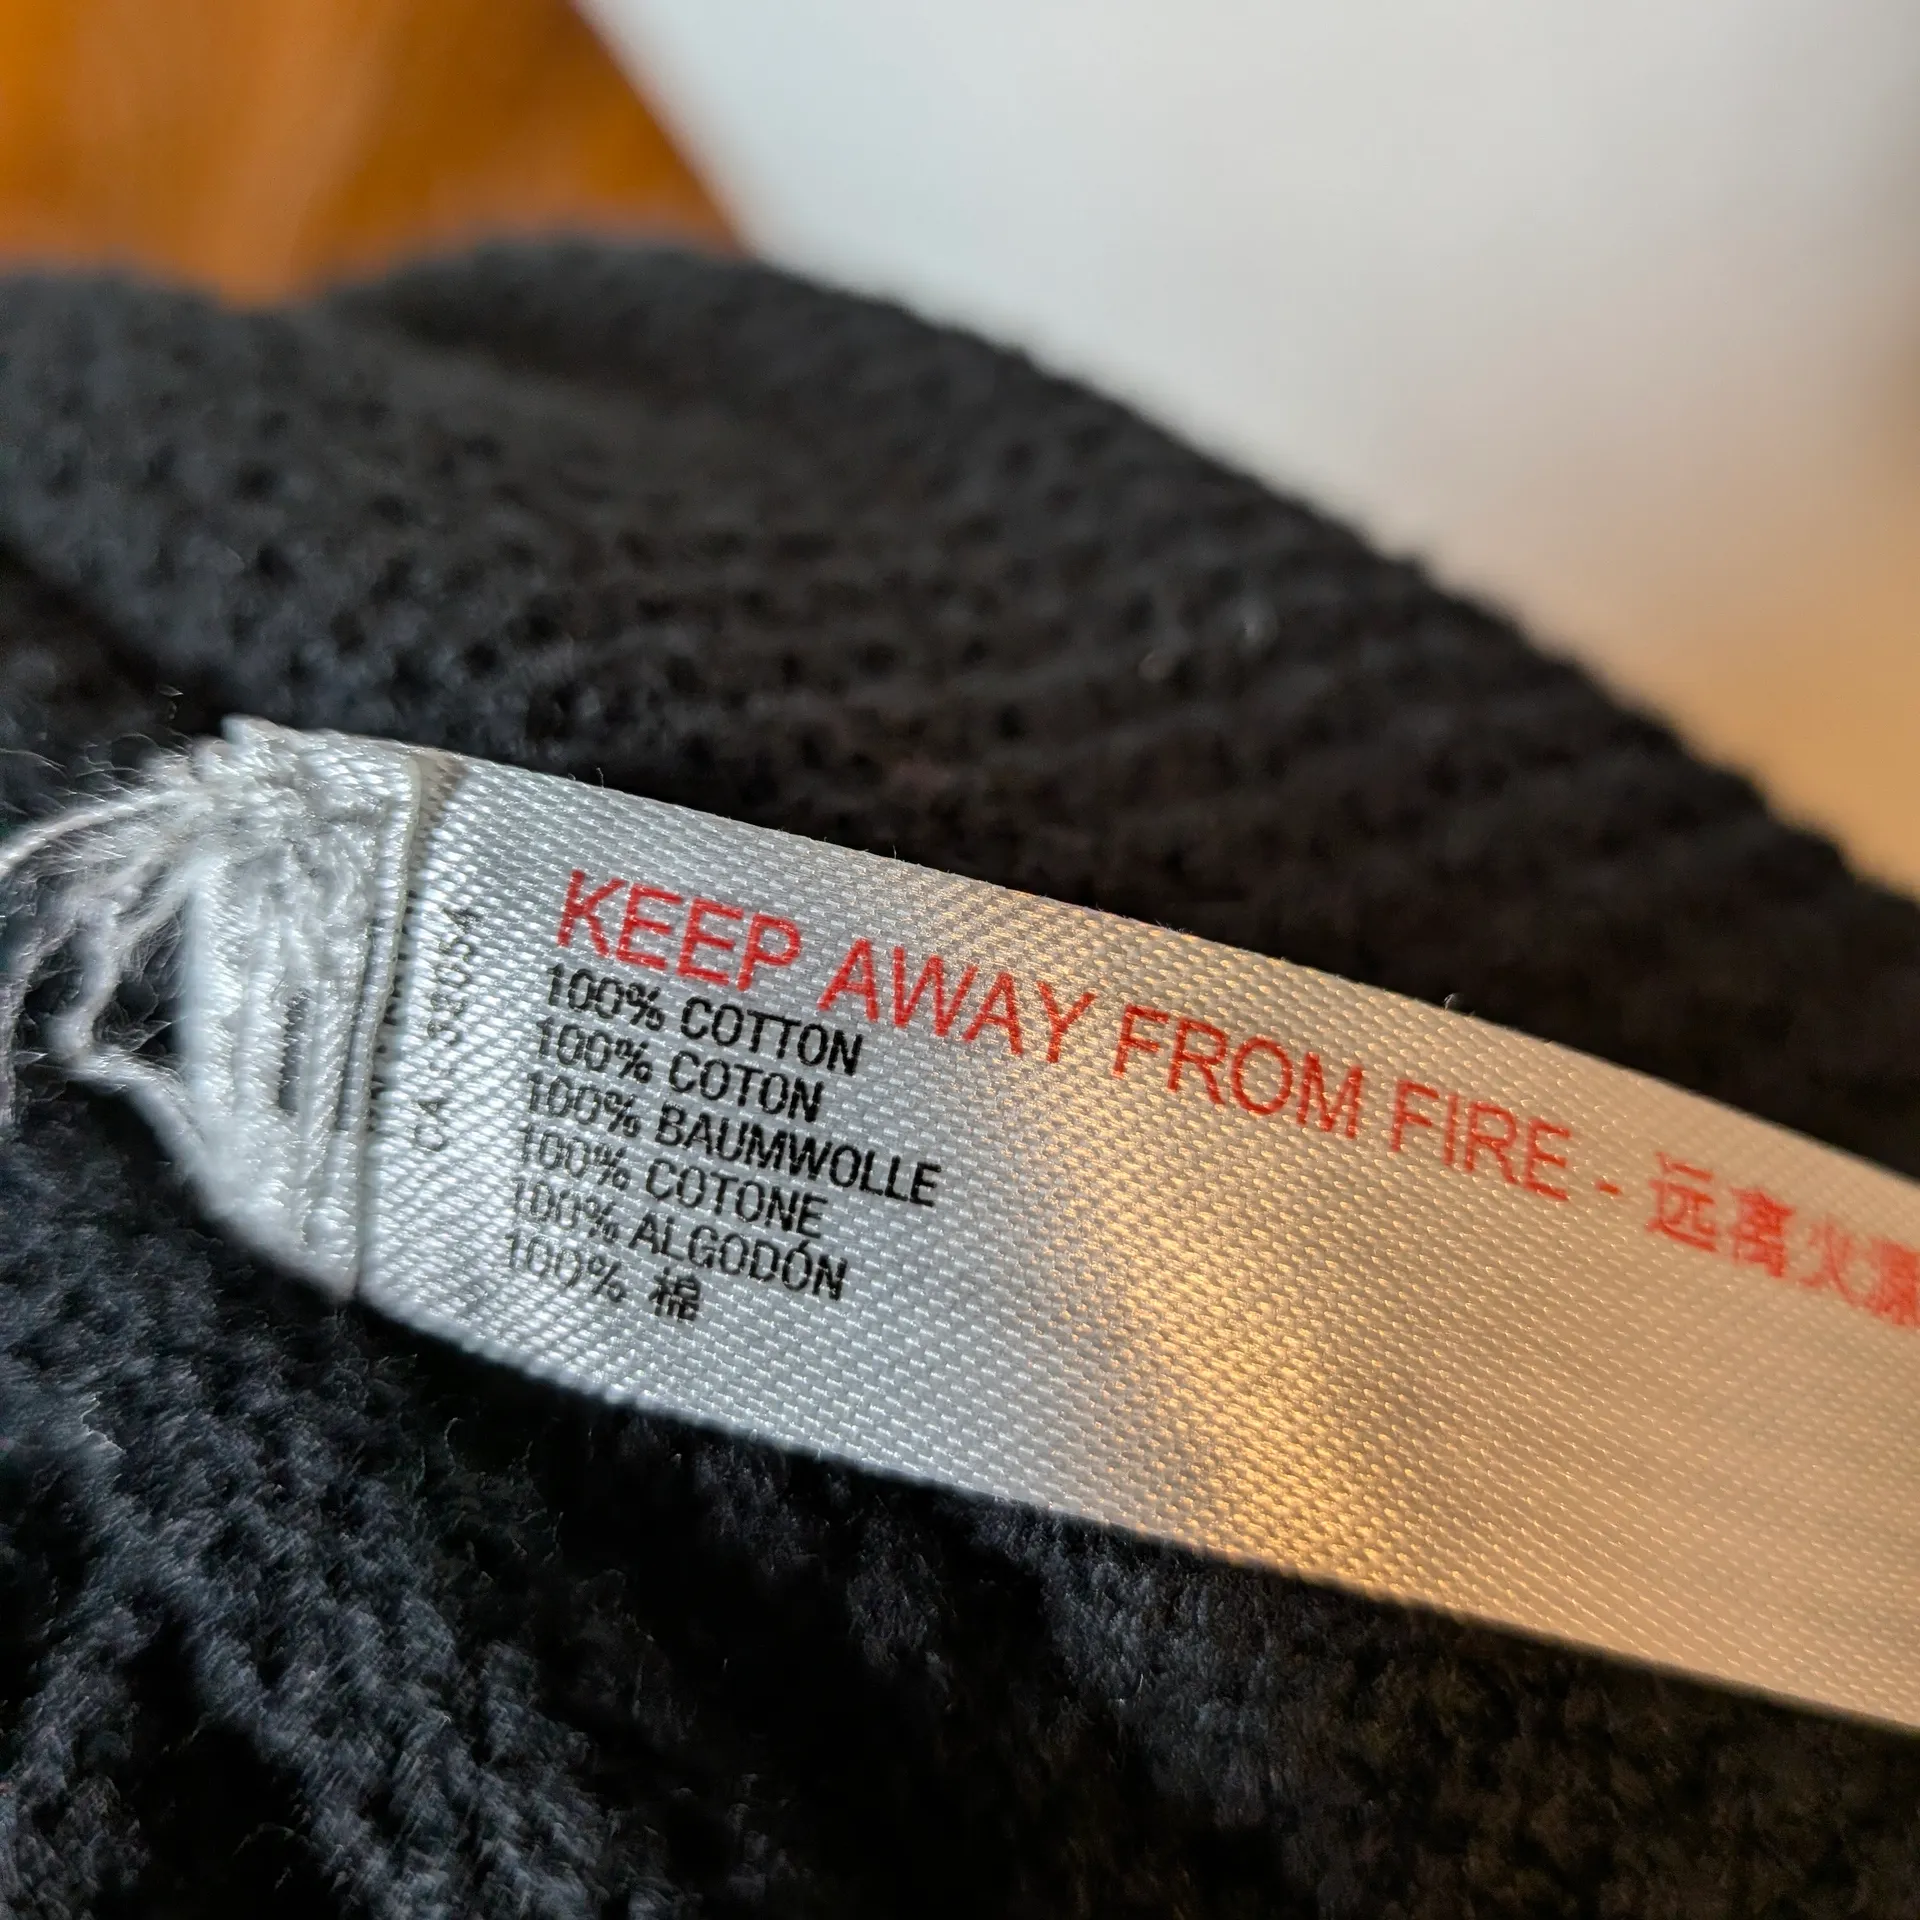 KEEP AWAY FROM FIRE - 远离火源
100% COTTON
100% COTON
100% BAUMWOLLE
100% COTONE
100% ALGODÓN
100% 棉
CA